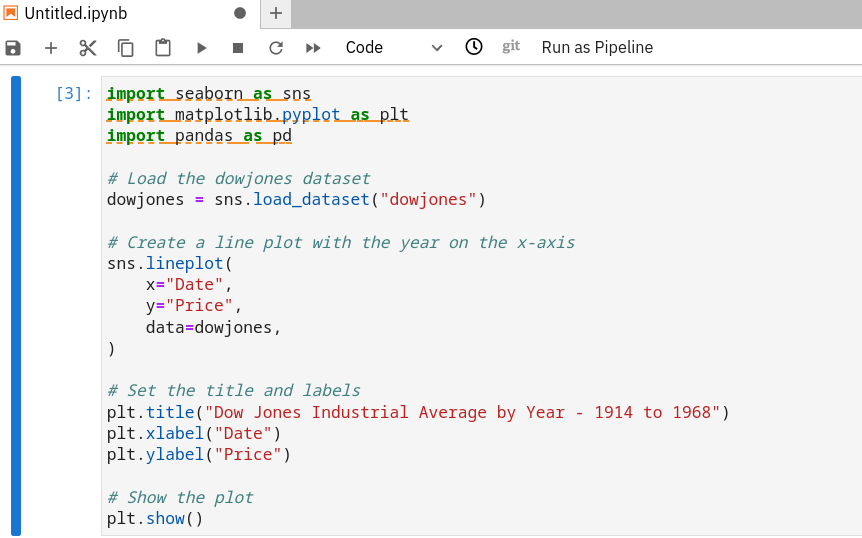 Untitled.ipynb
Code
git
Run as Pipeline
[3]:
import seaborn as sns
import matplotlib.pyplot as plt
import pandas as pd
# Load the dowjones dataset
dowjones = sns.load_dataset("dowjones")
# Create a line plot with the year on the x-axis
sns.lineplot(
    x="Date",
    y="Price",
    data=dowjones,
)
# Set the title and labels
plt.title("Dow Jones Industrial Average by Year - 1914 to 1968")
plt.xlabel("Date")
plt.ylabel("Price")
# Show the plot
plt.show()